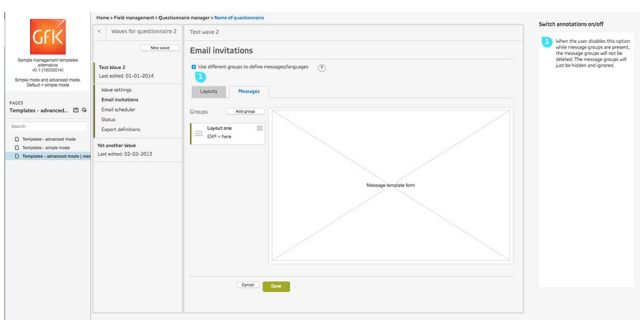 GfK
Sample management templates
alternative
v0.1 (10032014)
Simple mode and advanced mode.
Default = simple mode
PAGES
Templates - advanced...
Search
Templates - advanced mode
Templates - simple mode
Templates - advanced mode | mes
Home » Field management » Questionnaire manager » Name of questionnaire
< Waves for questionnaire 2
New wave
Test Wave 2
Last edited: 01-01-2014
Wave settings
Email invitations
Email scheduler
Status
Export definitions
Yet another Wave
Last edited: 02-02-2013
Test wave 2
Email invitations
Use different groups to define messages/languages ?
1
Layouts Messages
Groups Add group
Layout one
EXP = here
Message template form
Cancel Save
Switch annotations on/off
1 When the user disables this option
while message groups are present,
the message groups will not be
deleted. The message groups will
just be hidden and ignored